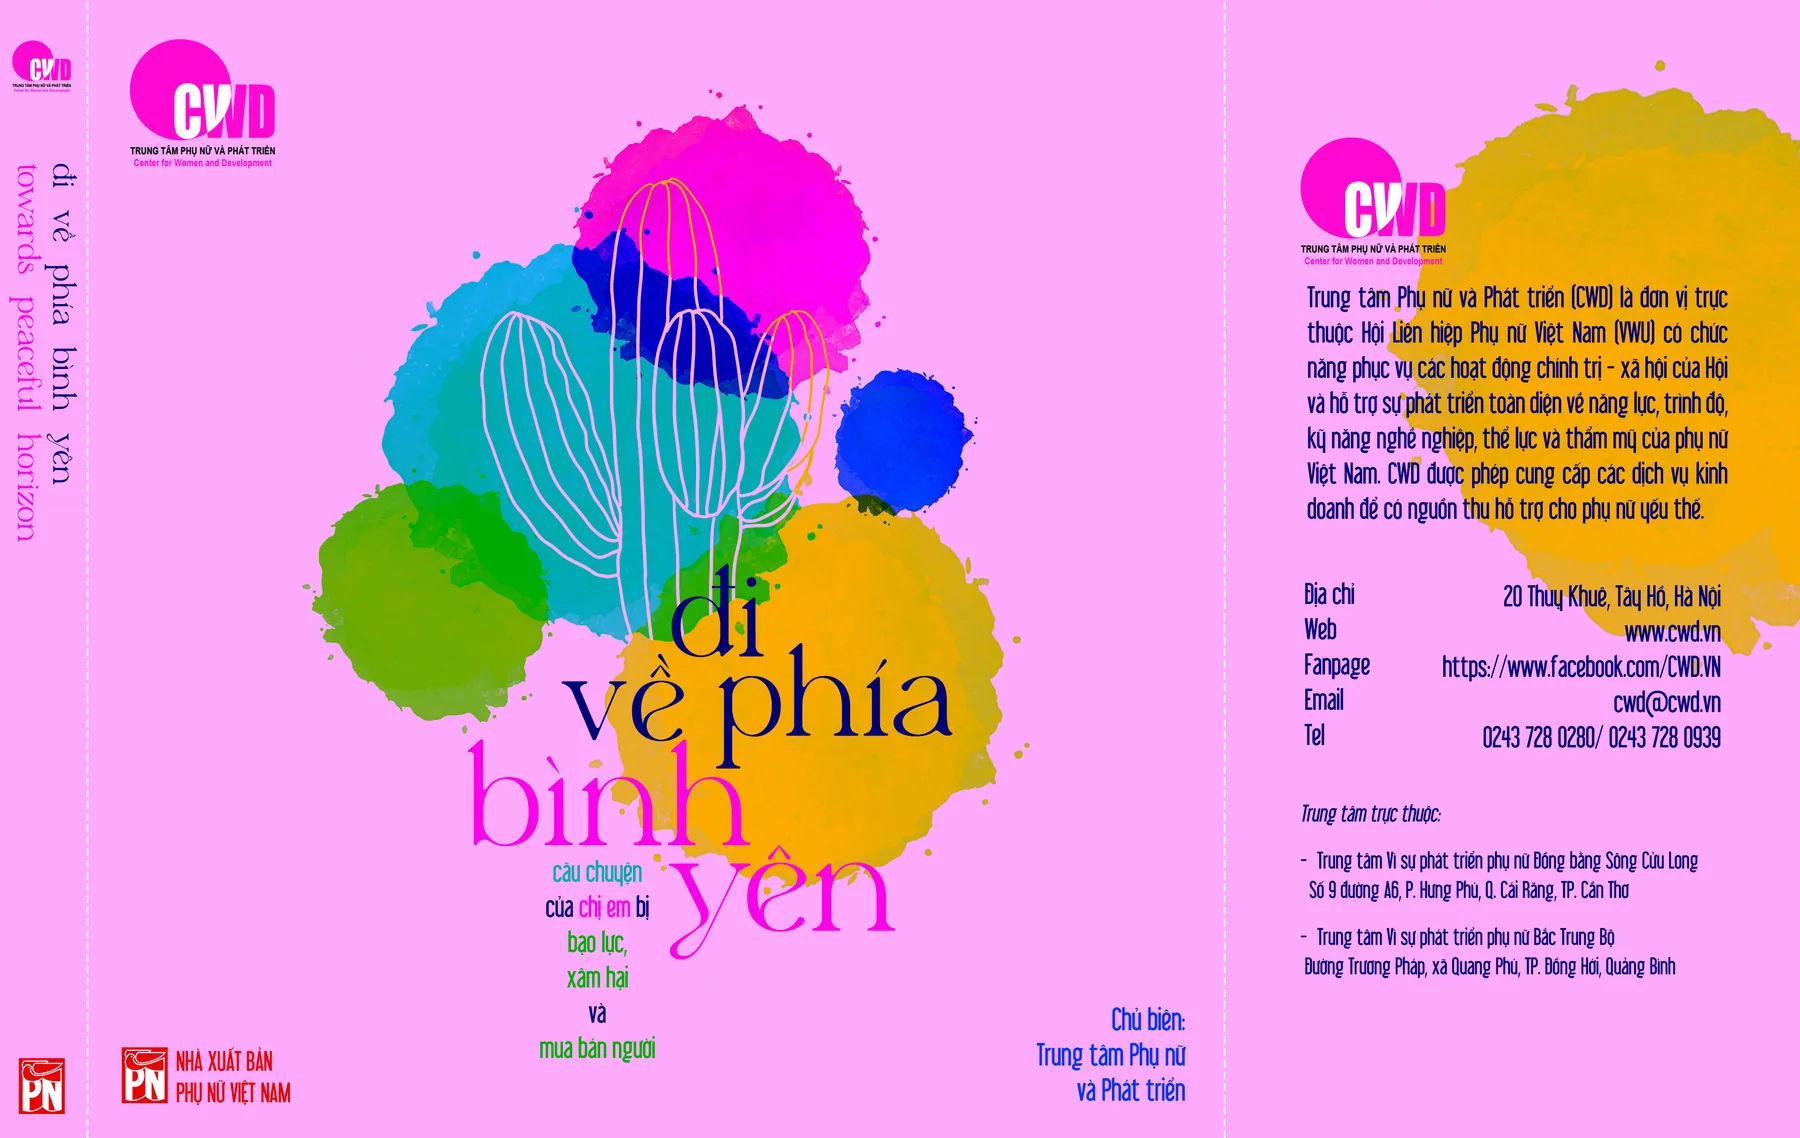 CWD
TRUNG TÂM PHỤ NỮ VÀ PHÁT TRIỂN
Center for Women and Development
đi về phía bình yên
towards peaceful horizon
PN
CWD
TRUNG TÂM PHỤ NỮ VÀ PHÁT TRIỂN
Center for Women and Development
đi
về phía
bình
yên
câu chuyện
của chị em bị
bạo lực,
xâm hại
và
mua bán người
PN
NHÀ XUẤT BẢN
PHỤ NỮ VIỆT NAM
Chủ biên:
Trung tâm Phụ nữ
và Phát triển
CWD
TRUNG TÂM PHỤ NỮ VÀ PHÁT TRIỂN
Center for Women and Development
Trung tâm Phụ nữ và Phát triển (CWD) là đơn vị trực
thuộc Hội Liên hiệp Phụ nữ Việt Nam (VWU) có chức
năng phục vụ các hoạt động chính trị - xã hội của Hội
và hỗ trợ sự phát triển toàn diện về năng lực, trình độ,
kỹ năng nghề nghiệp, thể lực và thẩm mỹ của phụ nữ
Việt Nam. CWD được phép cung cấp các dịch vụ kinh
doanh để có nguồn thu hỗ trợ cho phụ nữ yếu thế.
Địa chỉ 20 Thuỵ Khuê, Tây Hồ, Hà Nội
Web www.cwd.vn
Fanpage https://www.facebook.com/CWD.VN
Email cwd@cwd.vn
Tel 0243 728 0280/ 0243 728 0939
Trung tâm trực thuộc:
- Trung tâm Vì sự phát triển phụ nữ Đồng bằng Sông Cửu Long
Số 9 đường A6, P. Hưng Phú, Q. Cái Răng, TP. Cần Thơ
- Trung tâm Vì sự phát triển phụ nữ Bắc Trung Bộ
Đường Trương Pháp, xã Quang Phú, TP. Đồng Hới, Quảng Bình